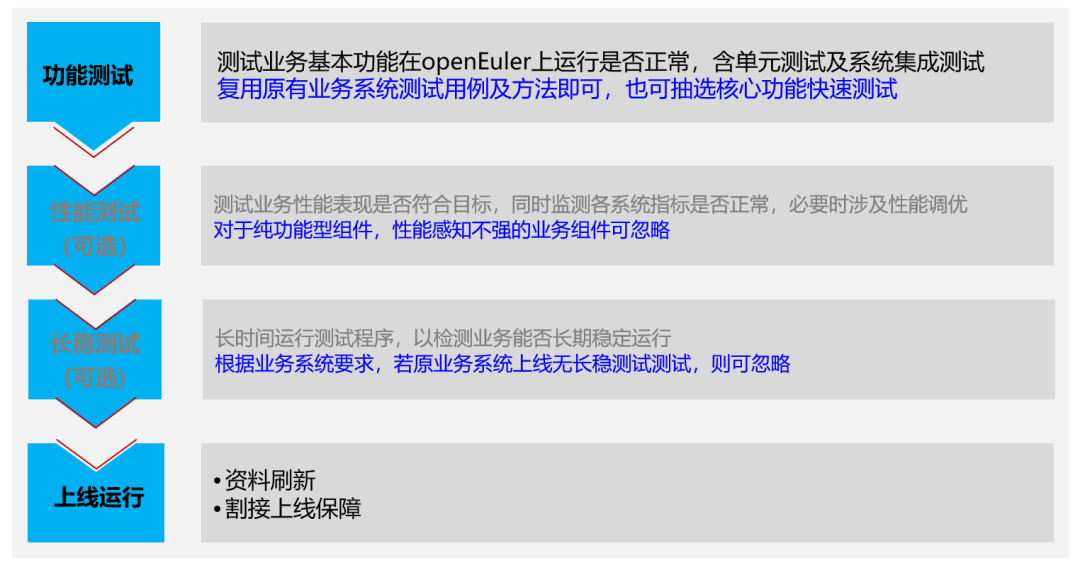 功能测试
测试业务基本功能在openEuler上运行是否正常，含单元测试及系统集成测试
复用原有业务系统测试用例及方法即可，也可抽选核心功能快速测试
性能测试
(可选)
测试业务性能表现是否符合目标，同时监测各系统指标是否正常，必要时涉及性能调优
对于纯功能型组件，性能感知不强的业务组件可忽略
长稳测试
(可选)
长时间运行测试程序，以检测业务能否长期稳定运行
根据业务系统要求，若原业务系统上线无长稳测试测试，则可忽略
上线运行
•资料刷新
•割接上线保障